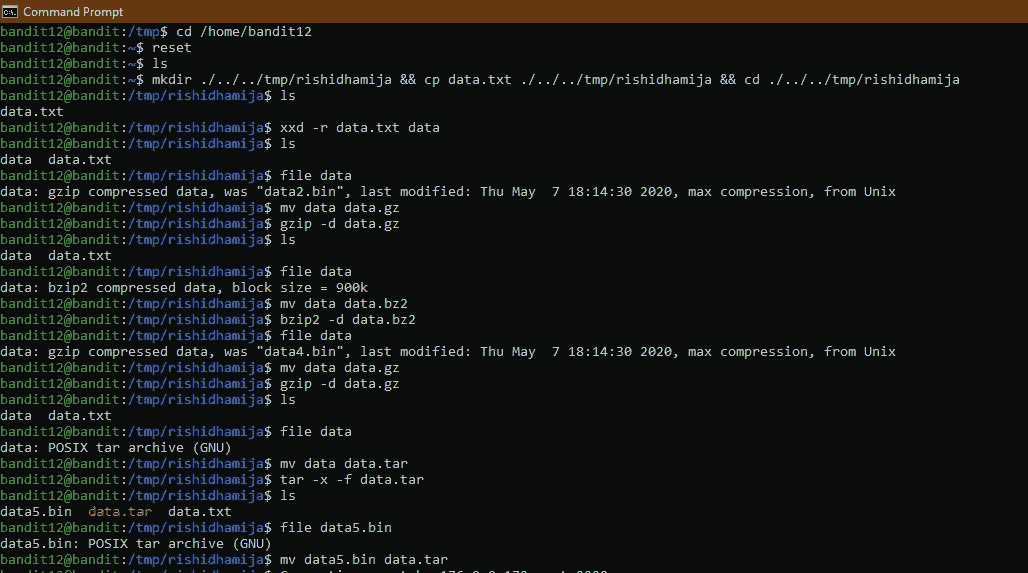 Command Prompt
bandit12@bandit:/tmp$ cd /home/bandit12
bandit12@bandit:~$ reset
bandit12@bandit:~$ ls
bandit12@bandit:~$ mkdir ./../../tmp/rishidhamija && cp data.txt ./../../tmp/rishidhamija && cd ./../../tmp/rishidhamija
bandit12@bandit:/tmp/rishidhamija$ ls
data.txt
bandit12@bandit:/tmp/rishidhamija$ xxd -r data.txt data
bandit12@bandit:/tmp/rishidhamija$ ls
data  data.txt
bandit12@bandit:/tmp/rishidhamija$ file data
data: gzip compressed data, was "data2.bin", last modified: Thu May  7 18:14:30 2020, max compression, from Unix
bandit12@bandit:/tmp/rishidhamija$ mv data data.gz
bandit12@bandit:/tmp/rishidhamija$ gzip -d data.gz
bandit12@bandit:/tmp/rishidhamija$ ls
data  data.txt
bandit12@bandit:/tmp/rishidhamija$ file data
data: bzip2 compressed data, block size = 900k
bandit12@bandit:/tmp/rishidhamija$ mv data data.bz2
bandit12@bandit:/tmp/rishidhamija$ bzip2 -d data.bz2
bandit12@bandit:/tmp/rishidhamija$ file data
data: gzip compressed data, was "data4.bin", last modified: Thu May  7 18:14:30 2020, max compression, from Unix
bandit12@bandit:/tmp/rishidhamija$ mv data data.gz
bandit12@bandit:/tmp/rishidhamija$ gzip -d data.gz
bandit12@bandit:/tmp/rishidhamija$ ls
data  data.txt
bandit12@bandit:/tmp/rishidhamija$ file data
data: POSIX tar archive (GNU)
bandit12@bandit:/tmp/rishidhamija$ mv data data.tar
bandit12@bandit:/tmp/rishidhamija$ tar -x -f data.tar
bandit12@bandit:/tmp/rishidhamija$ ls
data5.bin  data.tar  data.txt
bandit12@bandit:/tmp/rishidhamija$ file data5.bin
data5.bin: POSIX tar archive (GNU)
bandit12@bandit:/tmp/rishidhamija$ mv data5.bin data.tar